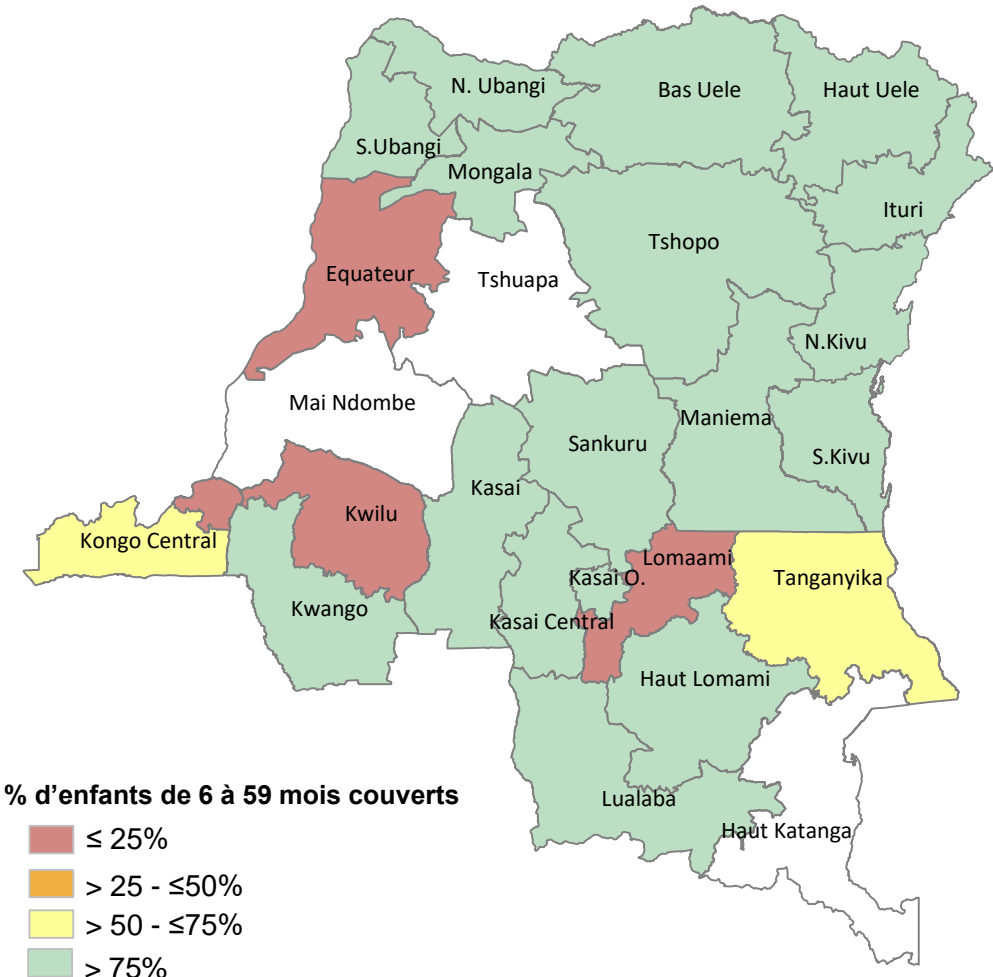 N. Ubangi
Bas Uele
Haut Uele
S.Ubangi
Mongala
Ituri
Tshopo
Equateur
Tshuapa
N.Kivu
Mai Ndombe
Maniema
Sankuru
S.Kivu
Kasai
Kwilu
Kongo Central
Lomaami
Kasai O.
Tanganyika
Kwango
Kasai Central
Haut Lomami
% d’enfants de 6 à 59 mois couverts
Lualaba
Haut Katanga
≤ 25%
> 25 - ≤50%
> 50 - ≤75%
> 75%